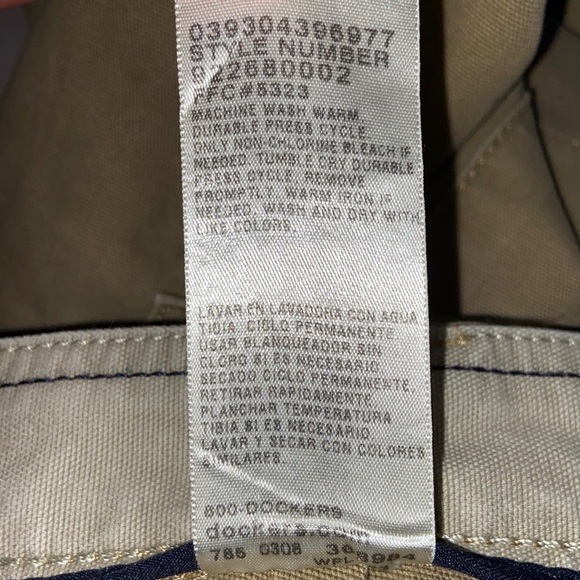 039304396977
STYLE NUMBER
022680002
PFC#5323
MACHINE WASH WARM
DURABLE PRESS CYCLE.
ONLY NON-CHLORINE BLEACH IF
NEEDED. TUMBLE DRY DURABLE
PRESS CYCLE. REMOVE
PROMPTLY. WARM IRON IF
NEEDED. WASH AND DRY WITH
LIKE COLORS.
LAVAR EN LAVADORA CON AQUA
TIBIA CICLO PERMANENTE
USAR BLANQUEADOR SIN
CLORO SI ES NECESARIO
SECADO CICLO PERMANENTE.
RETIRAR RAPIDAMENTE
PLANCHAR TEMPERATURA
TIBIA SI ES NECESARIO
LAVAR Y SECAR CON COLORES
SIMILARES.
800-DOCKERS
dockers.com
785 0308